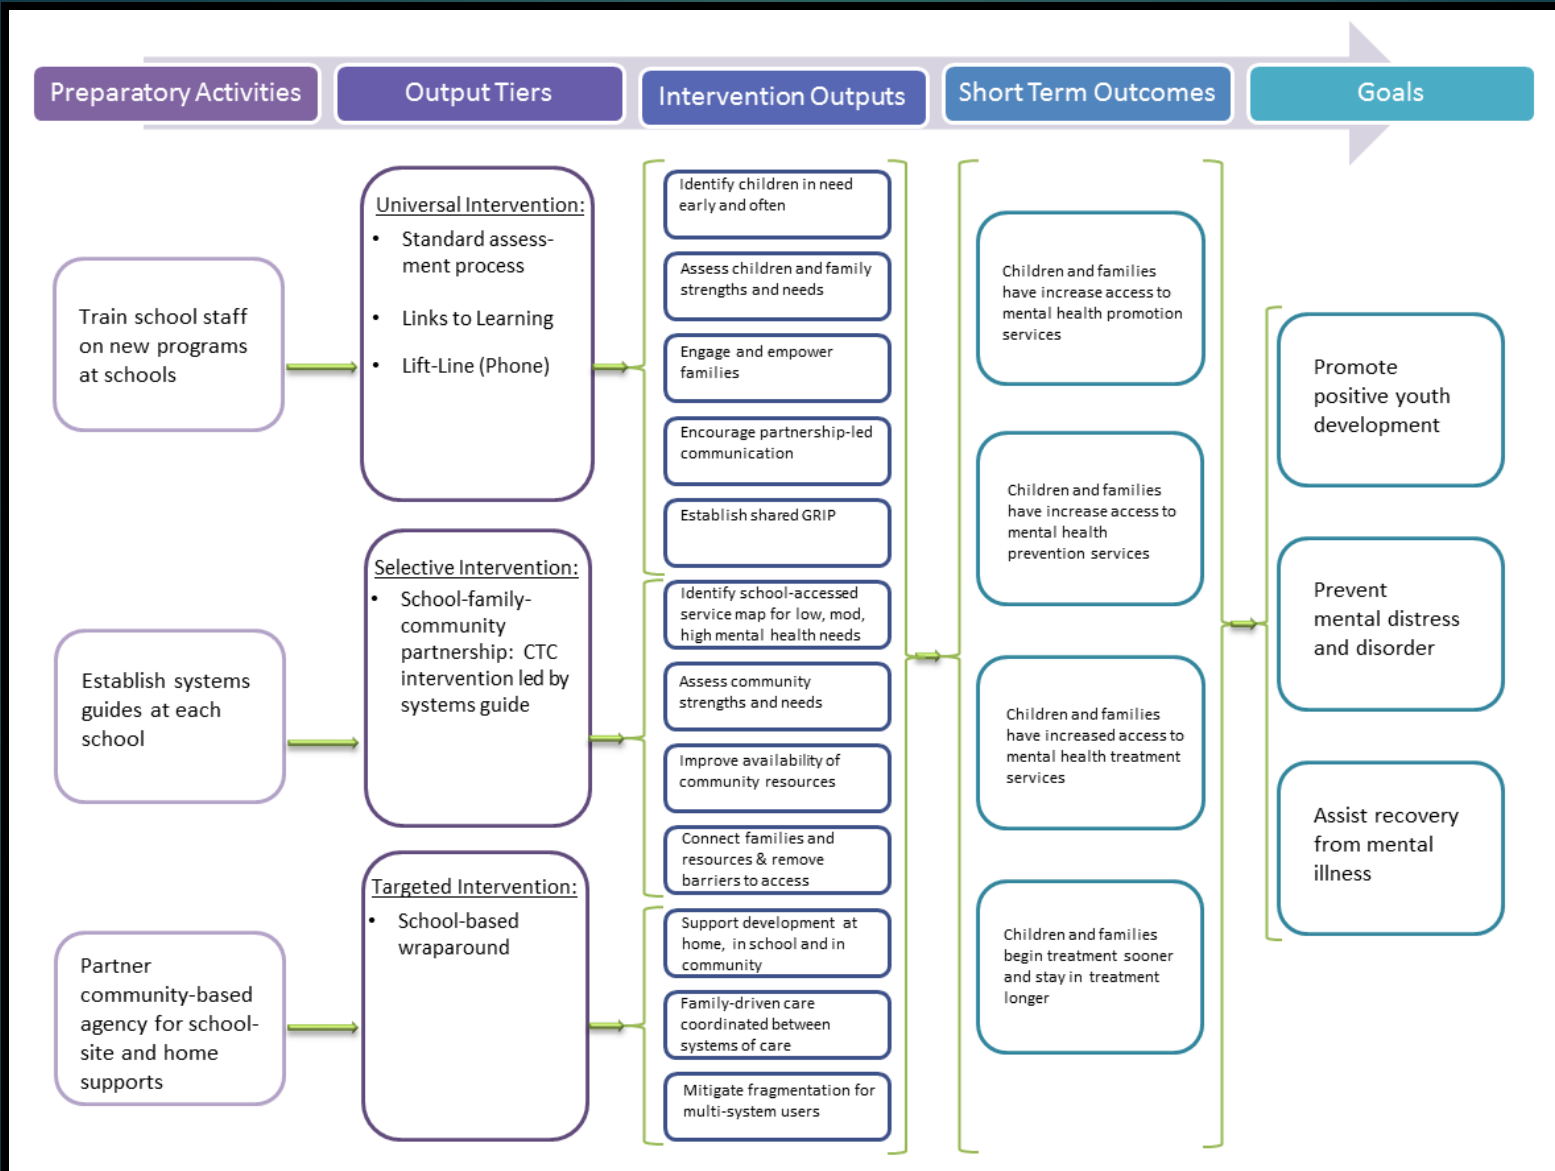 Preparatory Activities
Output Tiers
Intervention Outputs
Short Term Outcomes
Goals
Train school staff
on new programs
at schools
Establish systems
guides at each
school
Partner
community-based
agency for school-
site and home
supports
Universal Intervention:
• Standard assess-
ment process
• Links to Learning
• Lift-Line (Phone)
Selective Intervention:
• School-family-
community
partnership: CTC
intervention led by
systems guide
Targeted Intervention:
• School-based
wraparound
Identify children in need
early and often
Assess children and family
strengths and needs
Engage and empower
families
Encourage partnership-led
communication
Establish shared GRIP
Identify school-accessed
service map for low, mod,
high mental health needs
Assess community
strengths and needs
Improve availability of
community resources
Connect families and
resources & remove
barriers to access
Support development at
home, in school and in
community
Family-driven care
coordinated between
systems of care
Mitigate fragmentation for
multi-system users
Children and families
have increase access to
mental health promotion
services
Children and families
have increase access to
mental health
prevention services
Children and families
have increased access to
mental health treatment
services
Children and families
begin treatment sooner
and stay in treatment
longer
Promote
positive youth
development
Prevent
mental distress
and disorder
Assist recovery
from mental
illness